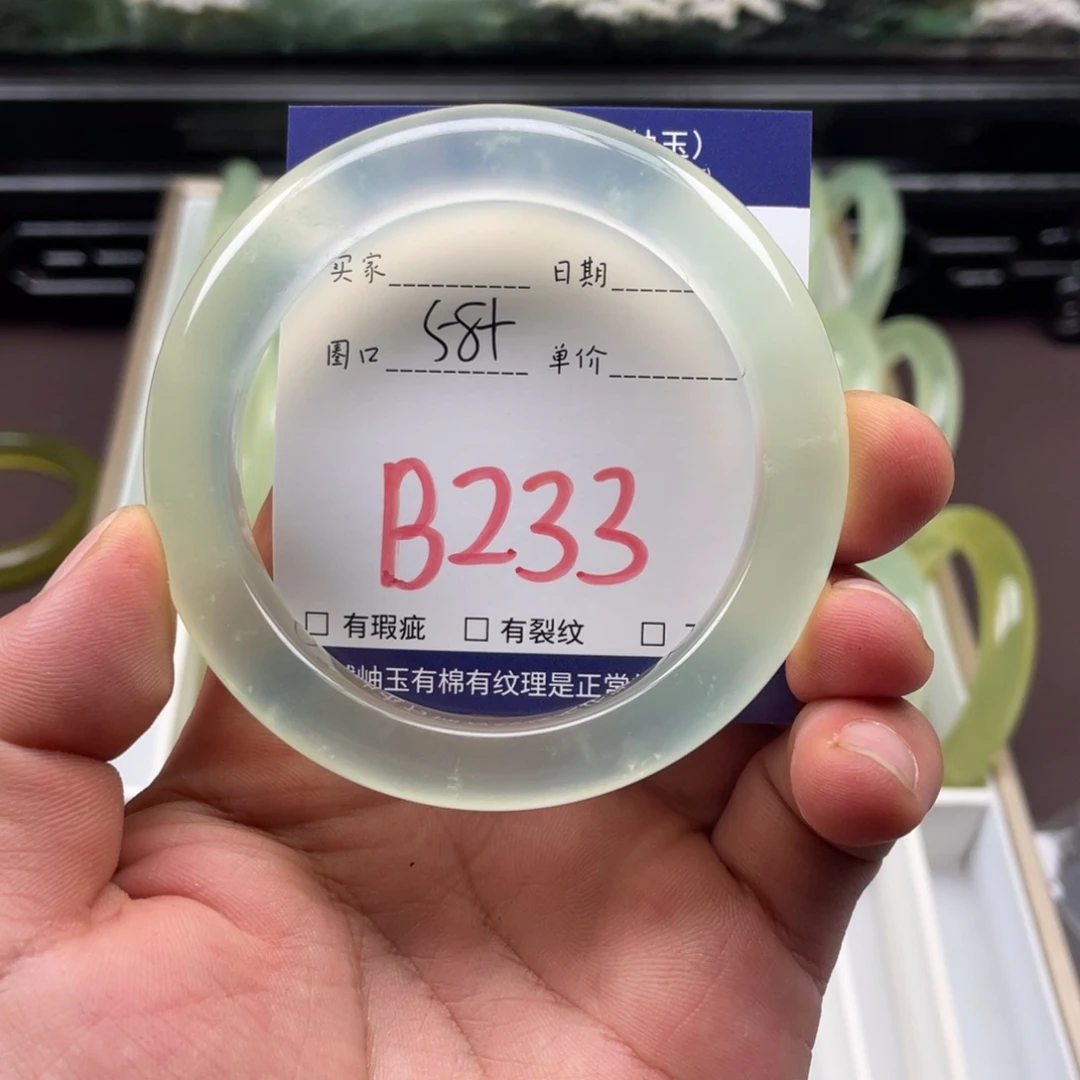 玉）
买家 日期
圈口 58+ 单价
B233
□ 有瑕疵 □ 有裂纹 □
岫玉有棉有纹理是正常